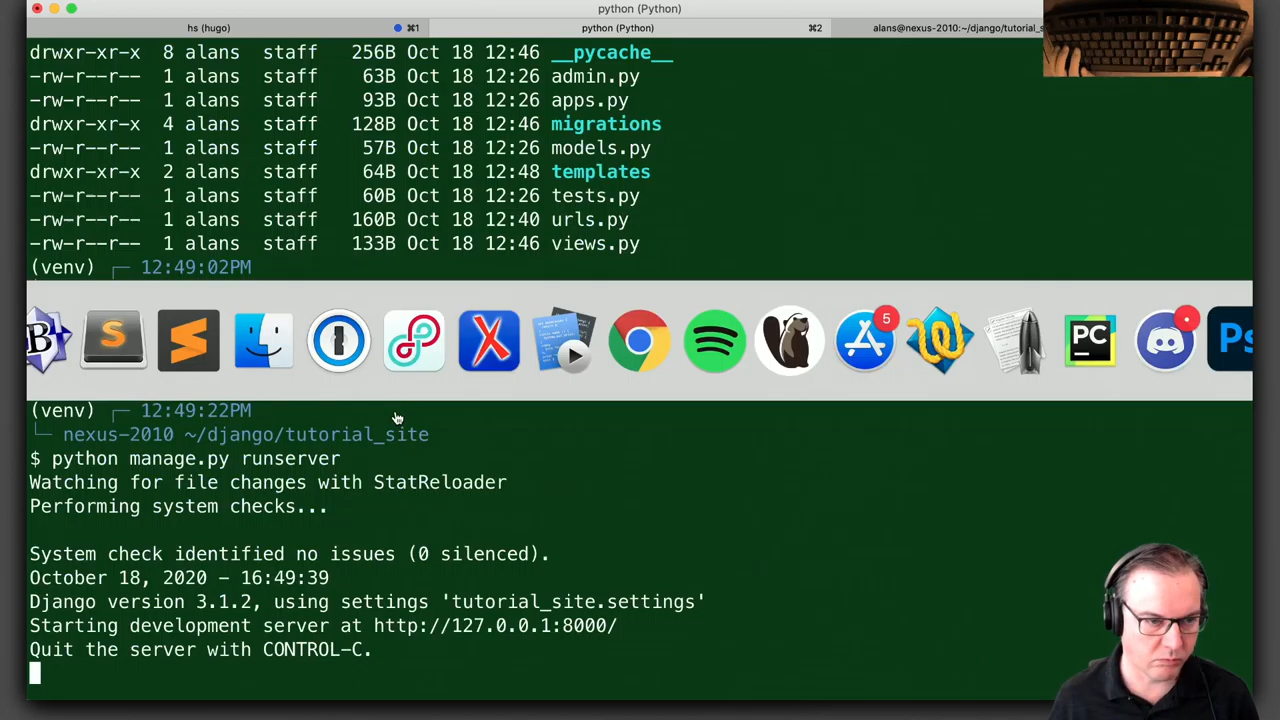 python (Python)
hs (hugo) ⌘1 python (Python) ⌘2 alans@nexus-2010:~/django/tutorial_s
drwxr-xr-x 8 alans staff 256B Oct 18 12:46 __pycache__
-rw-r--r-- 1 alans staff 63B Oct 18 12:26 admin.py
-rw-r--r-- 1 alans staff 93B Oct 18 12:26 apps.py
drwxr-xr-x 4 alans staff 128B Oct 18 12:46 migrations
-rw-r--r-- 1 alans staff 57B Oct 18 12:26 models.py
drwxr-xr-x 2 alans staff 64B Oct 18 12:48 templates
-rw-r--r-- 1 alans staff 60B Oct 18 12:26 tests.py
-rw-r--r-- 1 alans staff 160B Oct 18 12:40 urls.py
-rw-r--r-- 1 alans staff 133B Oct 18 12:46 views.py
(venv) ┌─ 12:49:02PM
B S X 5 PC Ps
(venv) ┌─ 12:49:22PM
└─ nexus-2010 ~/django/tutorial_site
$ python manage.py runserver
Watching for file changes with StatReloader
Performing system checks...
System check identified no issues (0 silenced).
October 18, 2020 - 16:49:39
Django version 3.1.2, using settings 'tutorial_site.settings'
Starting development server at http://127.0.0.1:8000/
Quit the server with CONTROL-C.